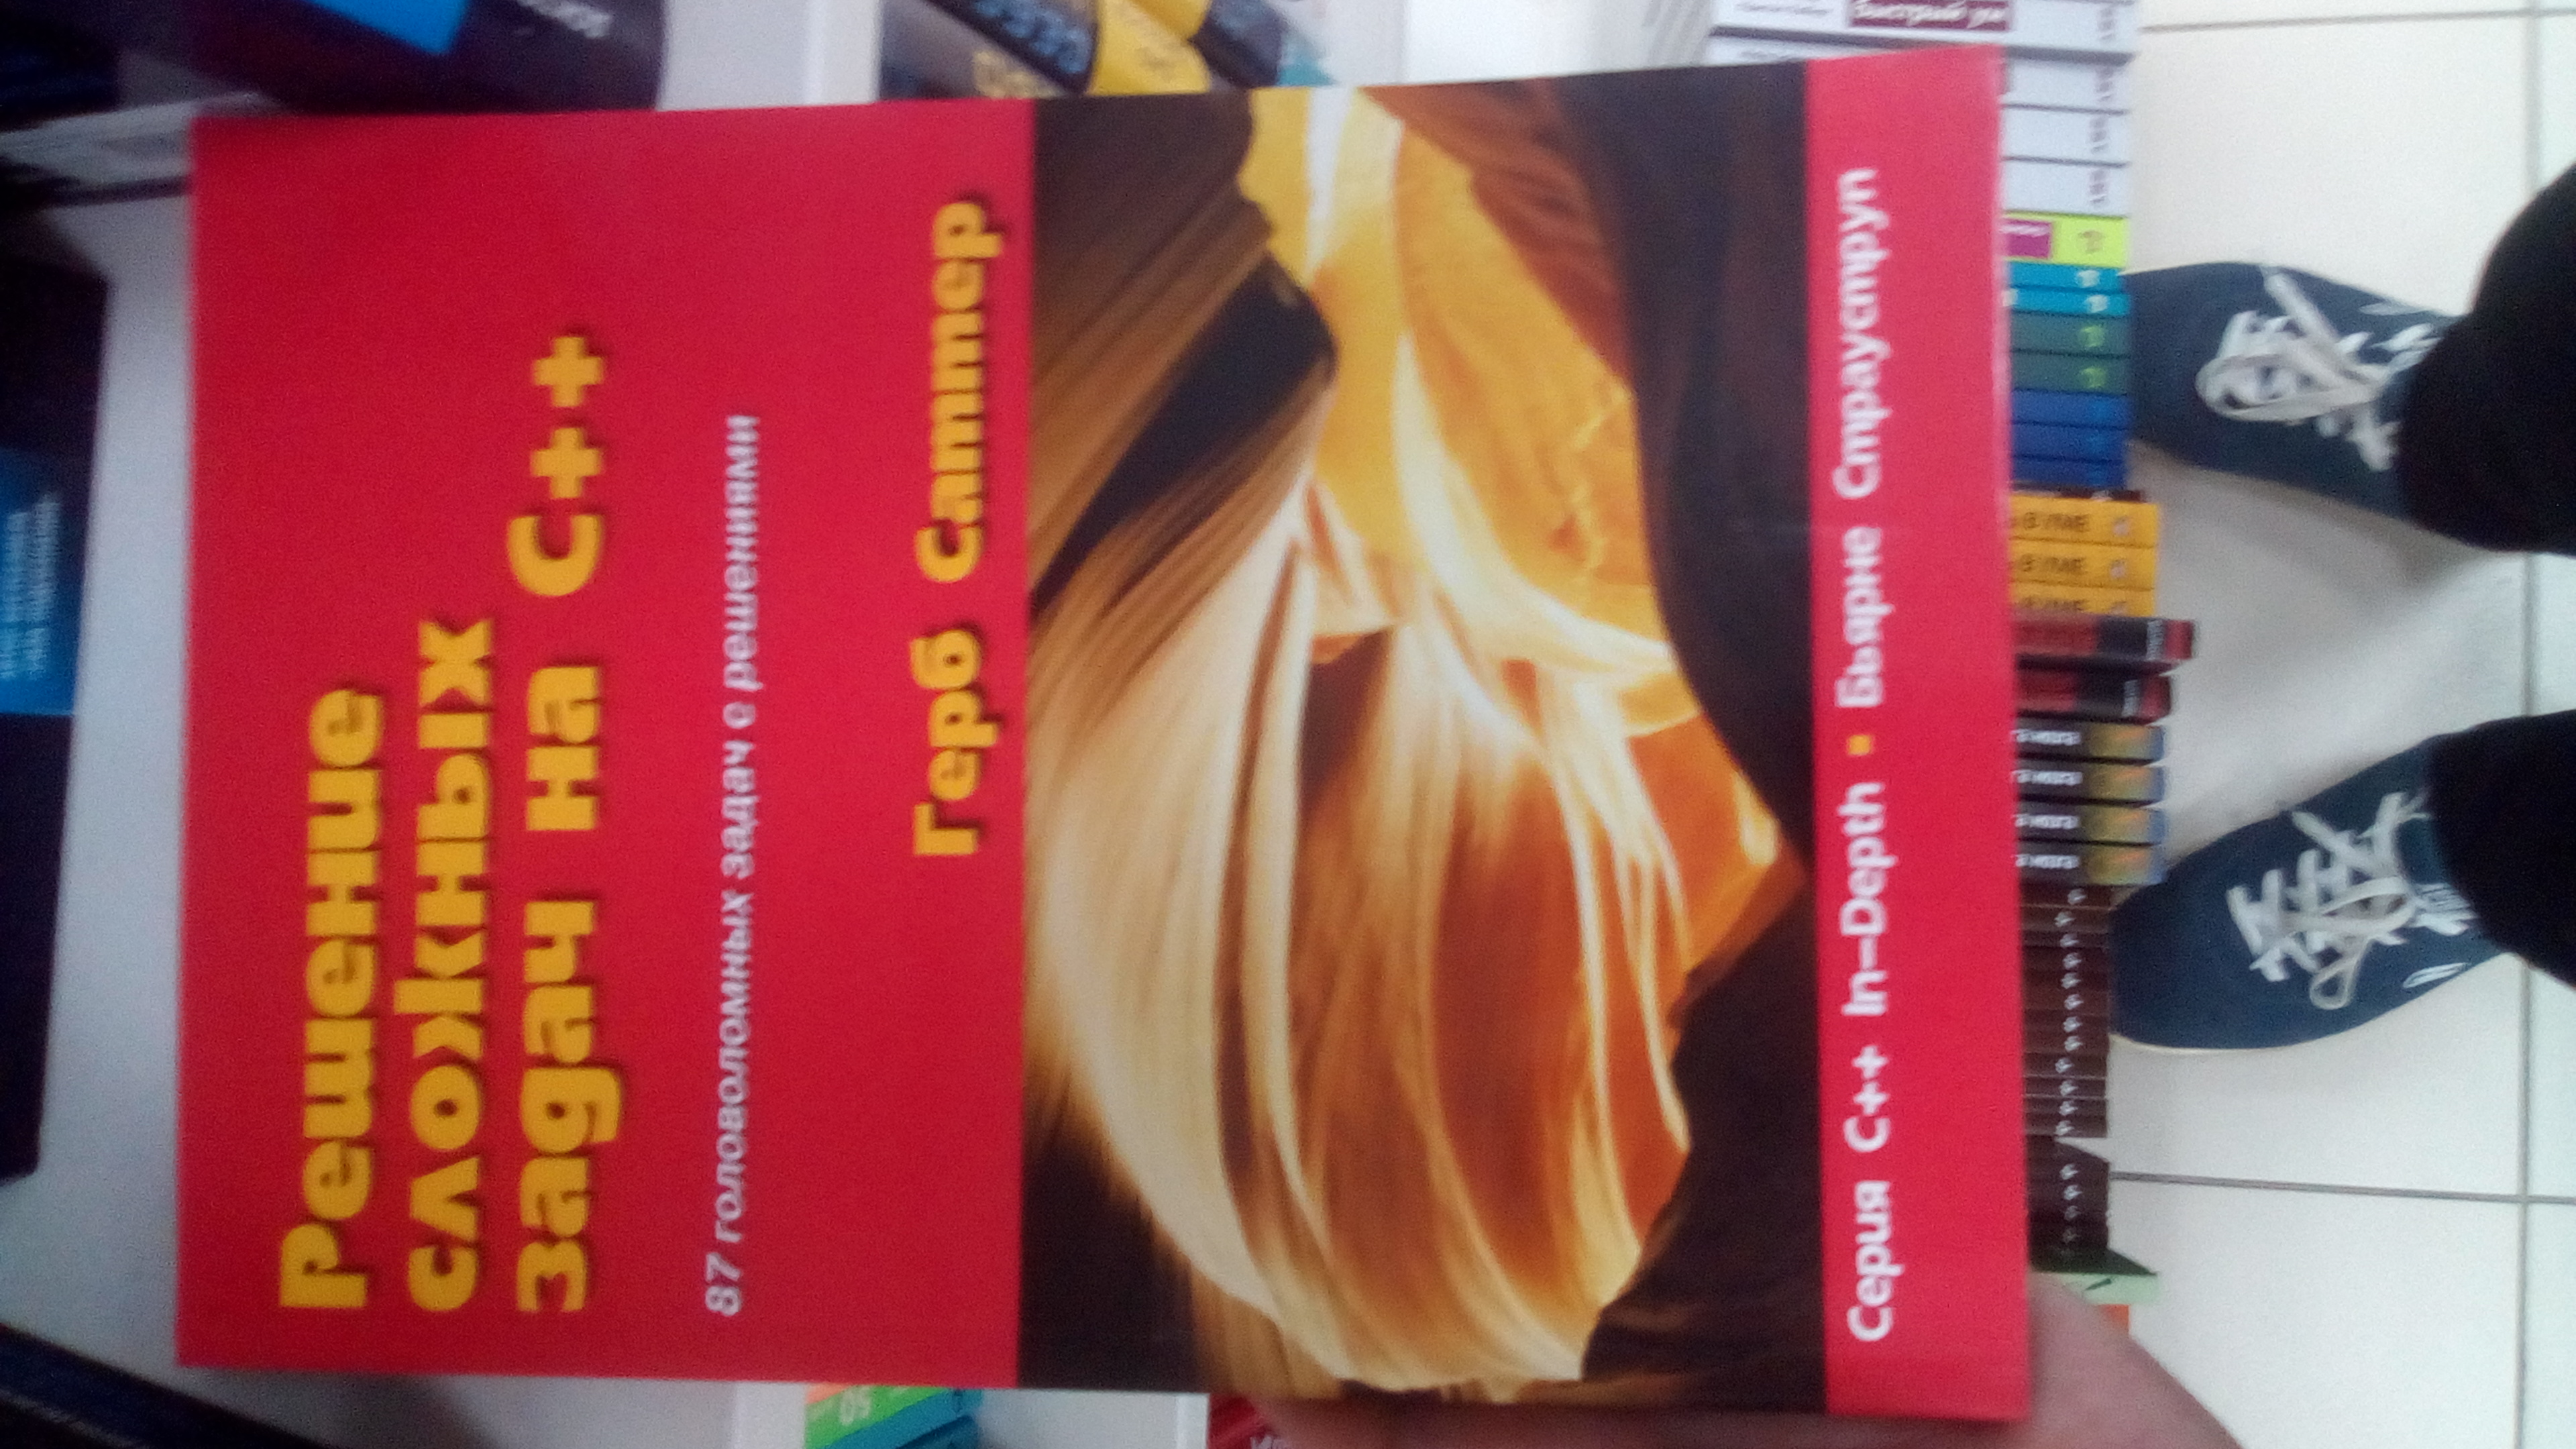 Решение
сложных
задач на C++
87 головоломных задач с решениями
Герб Саттер
Серия C++ In-Depth ▪ Бьярне Страуструп